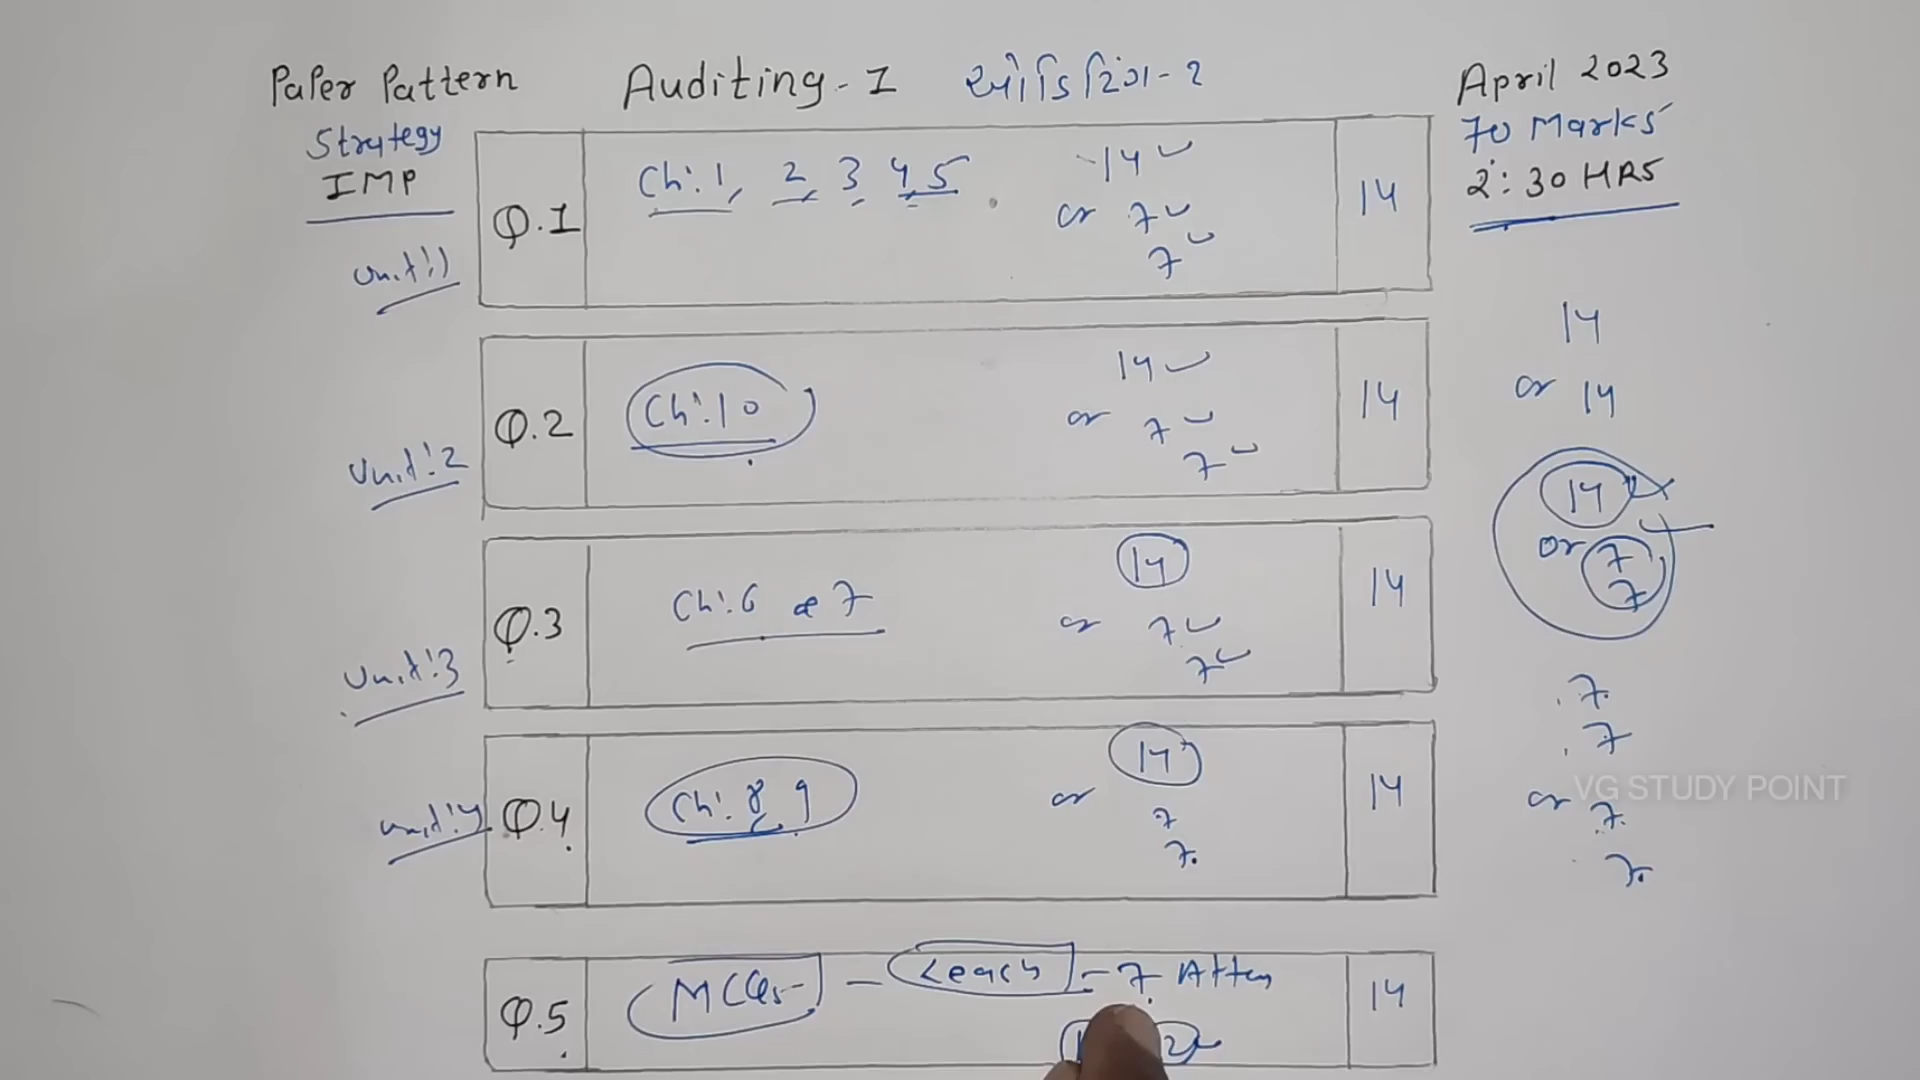 Paper Pattern Auditing-I ઓડિટિંગ-૨ April 2023
Strategy 70 Marks
IMP 2:30 HRS
Unit:1 Q.1 Ch:1, 2, 3 4 5 14 14
or 7
7
14
or 14
Unit:2 Q.2 Ch:10 14 14
or 7
7
14
or 7
7
Unit:3 Q.3 Ch:6 & 7 14 14
or 7
7
7
7
or 7
7
Unit:4 Q.4 Ch: 8, 9 14 14
or 7
7
VG STUDY POINT
Q.5 MCQs - - 7 14
2